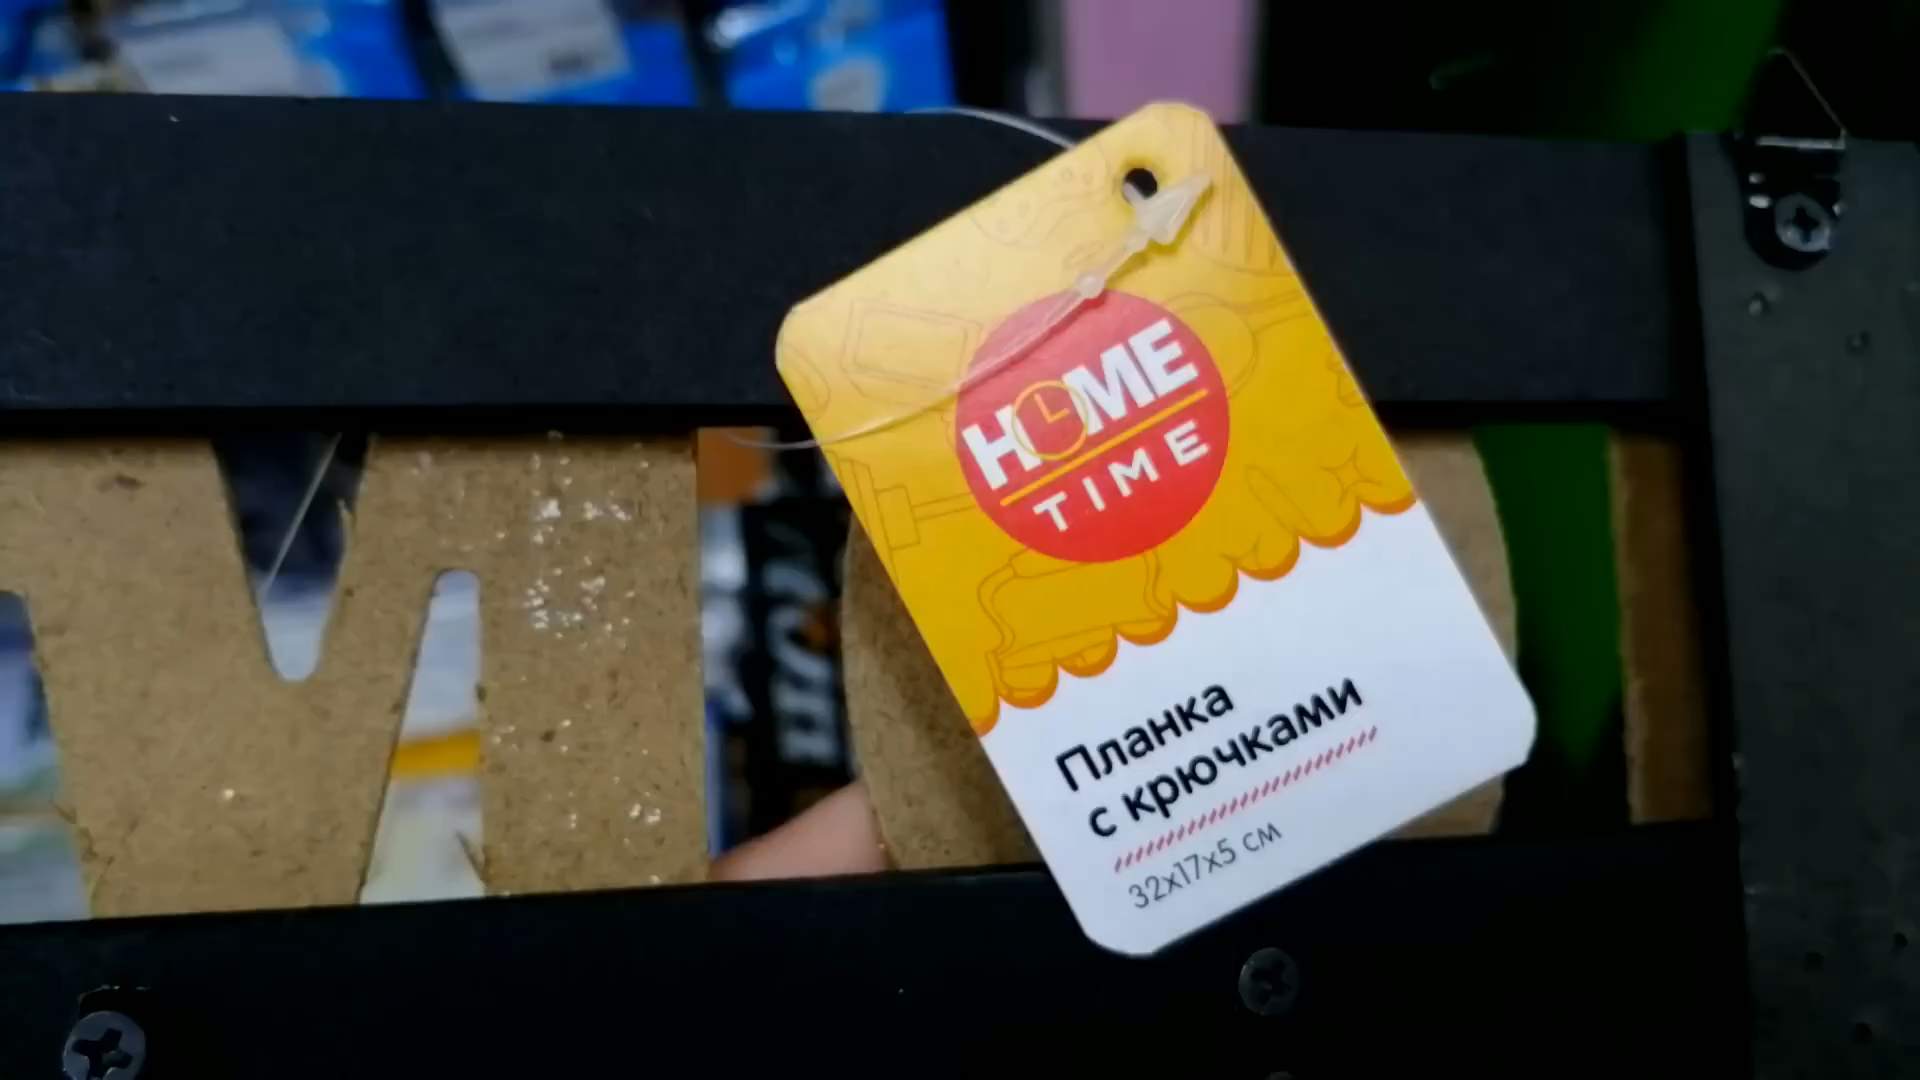 HOME
TIME
Планка
с крючками
32x17x5 см